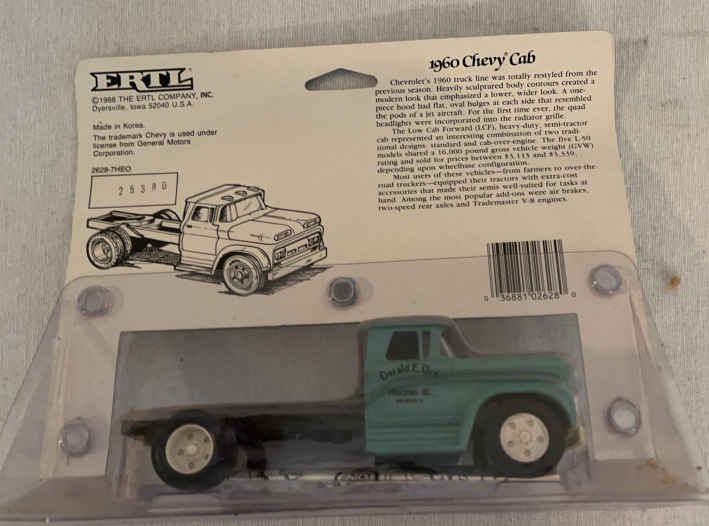 ERTL®
©1988 THE ERTL COMPANY, INC.
Dyersville, Iowa 52040 U.S.A.
Made in Korea.
The trademark Chevy is used under
license from General Motors
Corporation.
2628-7HEO
25380
1960 Chevy® Cab
Chevrolet's 1960 truck line was totally restyled from the
previous season. Heavily sculptured body contours created a
modern look that emphasized a lower, wider look. A one-
piece hood had flat, oval bulges at each side that resembled
the pods of a jet aircraft. For the first time ever, the quad
headlights were incorporated into the radiator grille.
The Low Cab Forward (LCF), heavy-duty, semi-tractor
cab represented an interesting combination of two tradi-
tional designs: standard and cab-over-engine. The five L-50
models shared a 16,000 pound gross vehicle weight (GVW)
rating and sold for prices between $3,113 and $3,339,
depending upon wheelbase configuration.
Most users of these vehicles—from farmers to over-the-
road truckers—equipped their tractors with extra-cost
accessories that made their semis well-suited for tasks at
hand. Among the most popular add-ons were air brakes,
two-speed rear axles and Trademaster V-8 engines.
0 36881 02628 0
E.